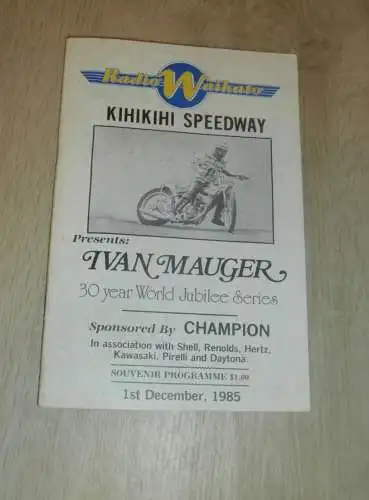 Radio Waikato
KIHIKIHI SPEEDWAY
Presents:
IVAN MAUGER
30 year World Jubilee Series
Sponsored By CHAMPION
In association with Shell, Renolds, Hertz,
Kawasaki, Pirelli and Daytona.
SOUVENIR PROGRAMME $1.00
1st December, 1985